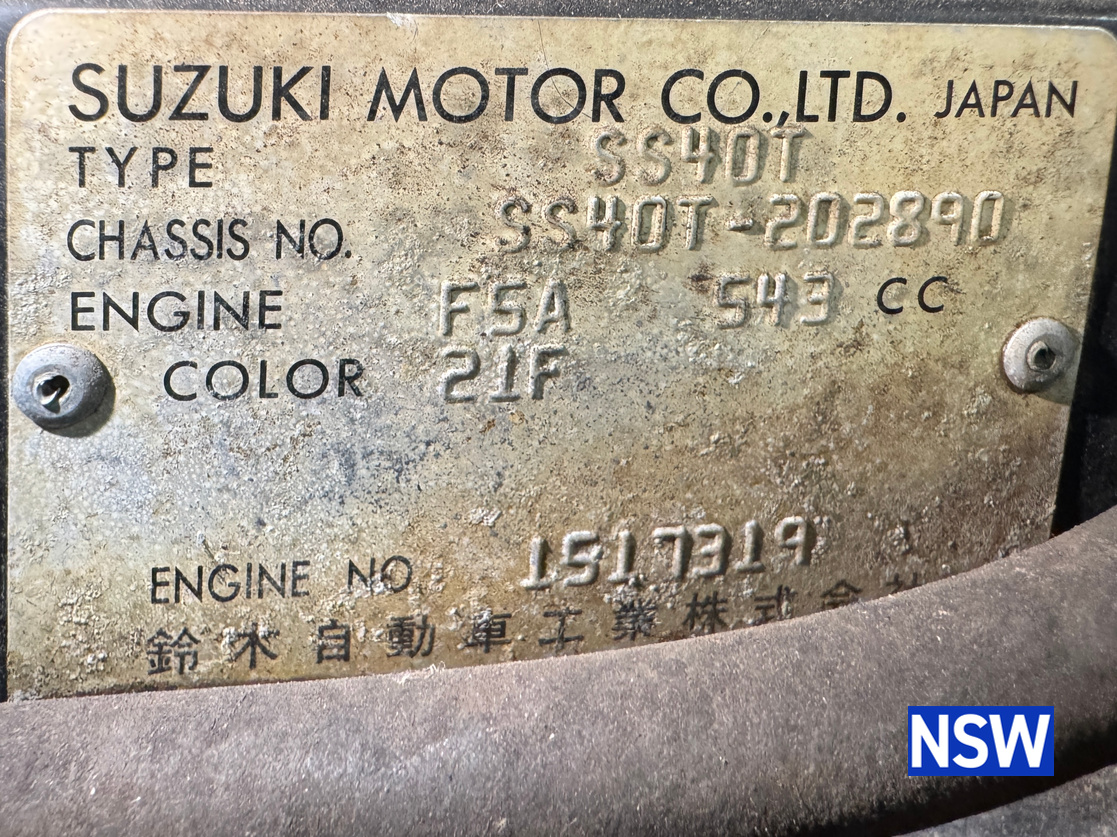 SUZUKI MOTOR CO.,LTD. JAPAN
TYPE SS40T
CHASSIS NO. SS40T-202890
ENGINE F5A 543 CC
COLOR 21F
ENGINE NO 1517319
鈴木自動車工業株式会社
NSW